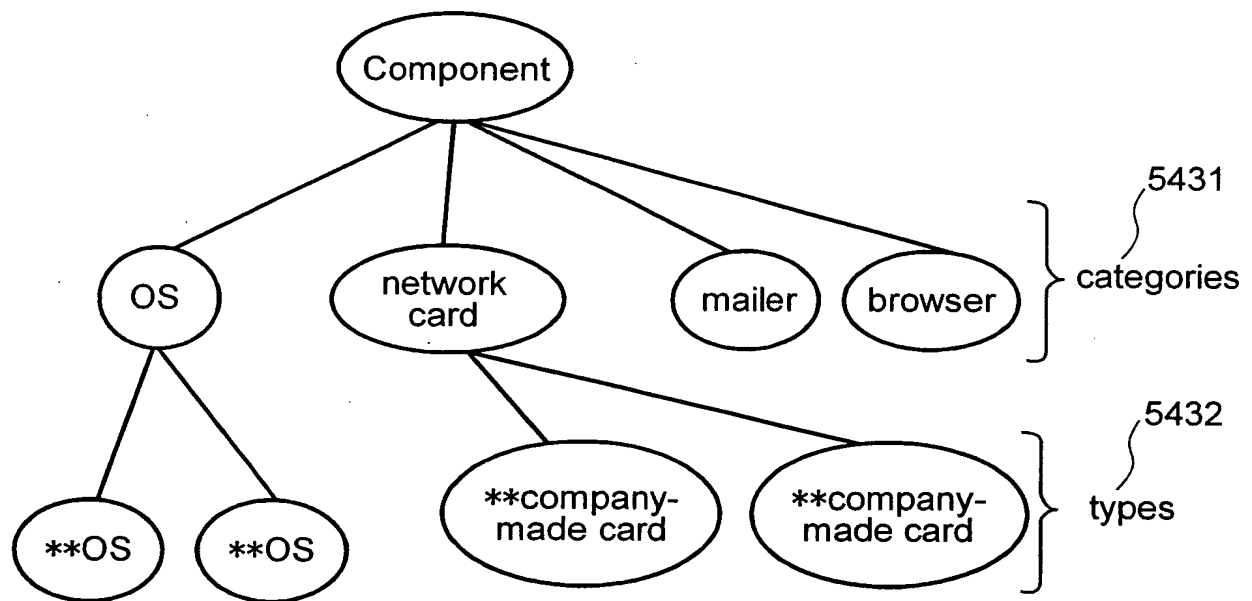 Component
5431
OS
network
card
mailer
browser
categories
5432
**OS
**OS
**company-
made card
**company-
made card
types